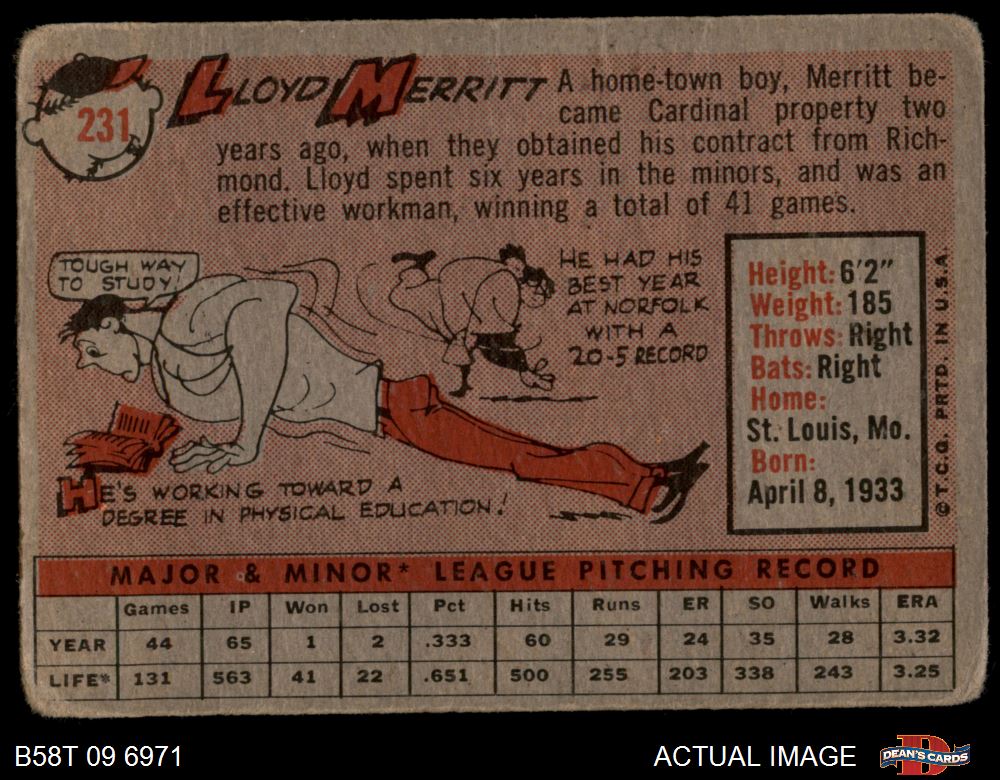 231
LLOYD MERRITT
A home-town boy, Merritt be-
came Cardinal property two
years ago, when they obtained his contract from Rich-
mond. Lloyd spent six years in the minors, and was an
effective workman, winning a total of 41 games.
TOUGH WAY
TO STUDY!
HE HAD HIS
BEST YEAR
AT NORFOLK
WITH A
20-5 RECORD
HE'S WORKING TOWARD A
DEGREE IN PHYSICAL EDUCATION!
Height: 6'2"
Weight: 185
Throws: Right
Bats: Right
Home:
St. Louis, Mo.
Born:
April 8, 1933
©T.C.G. PRTD. IN U.S.A.
MAJOR & MINOR* LEAGUE PITCHING RECORD
Games IP Won Lost Pct Hits Runs ER SO Walks ERA
YEAR 44 65 1 2 .333 60 29 24 35 28 3.32
LIFE* 131 563 41 22 .651 500 255 203 338 243 3.25
B58T 09 6971
ACTUAL IMAGE
D
DEAN'S CARDS